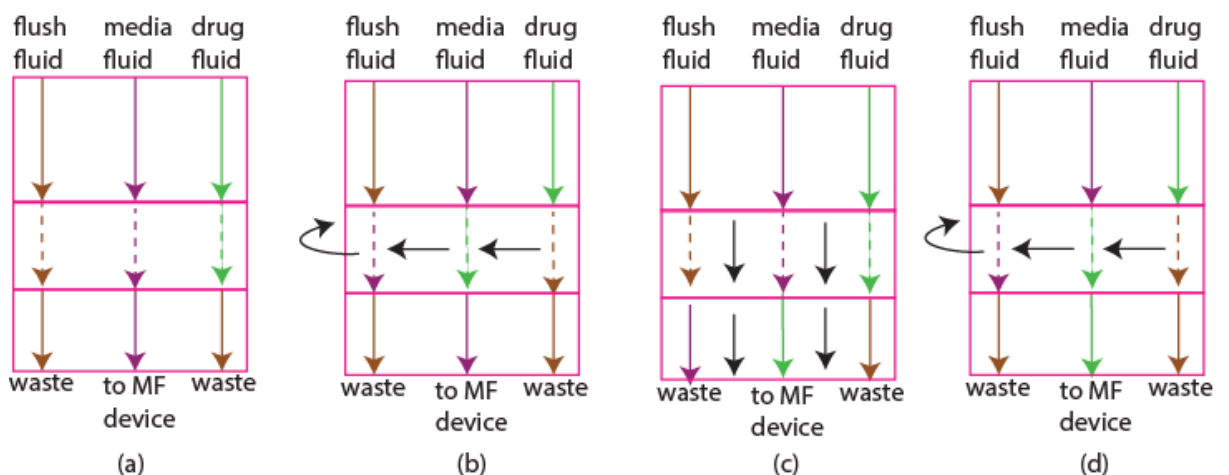 flush media drug
fluid fluid fluid
waste to MF waste
device
(a)
flush media drug
fluid fluid fluid
waste to MF waste
device
(b)
flush media drug
fluid fluid fluid
waste to MF waste
device
(c)
flush media drug
fluid fluid fluid
waste to MF waste
device
(d)